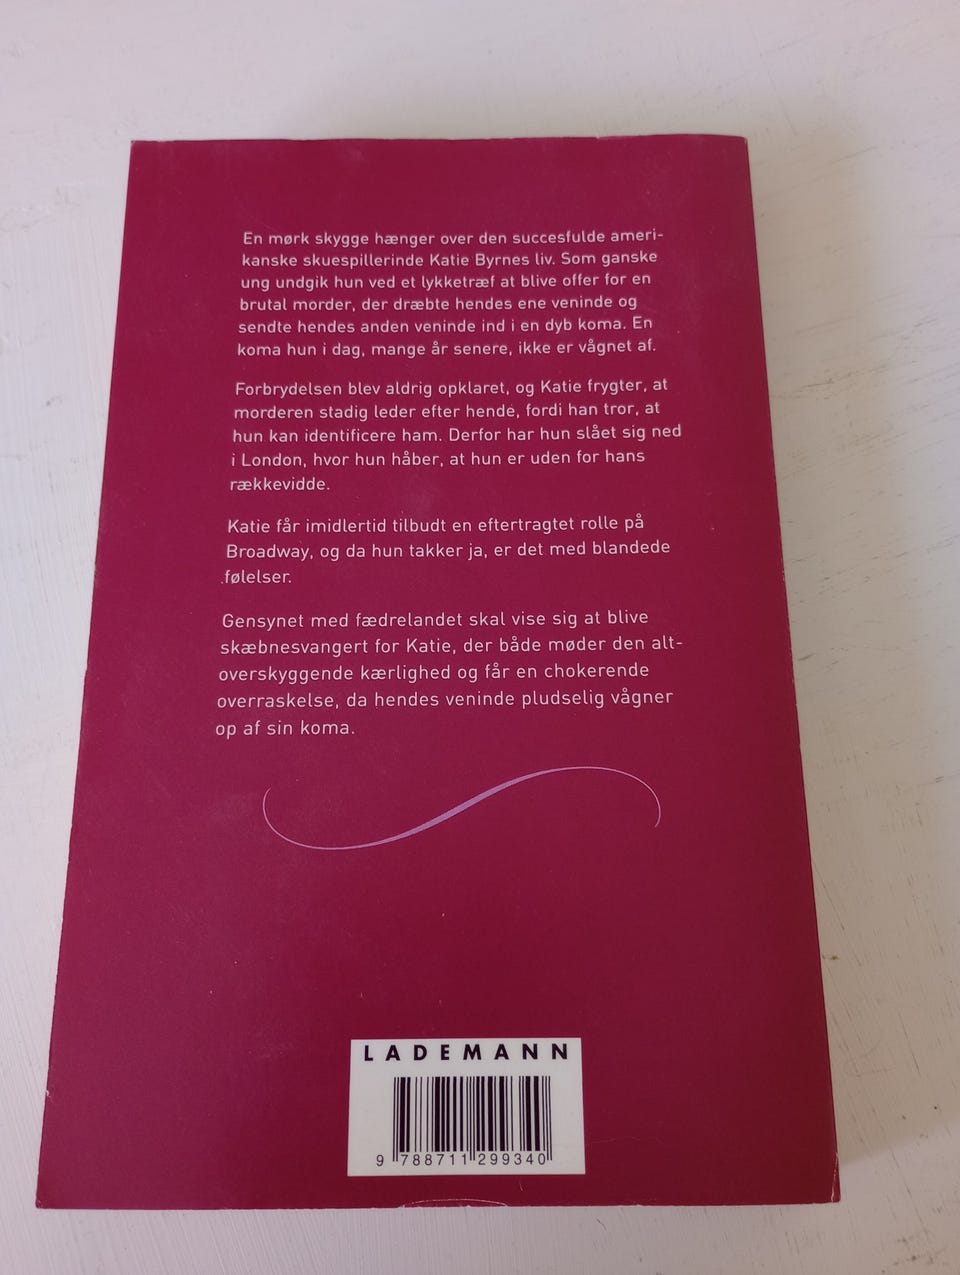 En mørk skygge hænger over den succesfulde ameri-
kanske skuespillerinde Katie Byrnes liv. Som ganske
ung undgik hun ved et lykketræf at blive offer for en
brutal morder, der dræbte hendes ene veninde og
sendte hendes anden veninde ind i en dyb koma. En
koma hun i dag, mange år senere, ikke er vågnet af.
Forbrydelsen blev aldrig opklaret, og Katie frygter, at
morderen stadig leder efter hende, fordi han tror, at
hun kan identificere ham. Derfor har hun slået sig ned
i London, hvor hun håber, at hun er uden for hans
rækkevidde.
Katie får imidlertid tilbudt en eftertragtet rolle på
Broadway, og da hun takker ja, er det med blandede
følelser.
Gensynet med fædrelandet skal vise sig at blive
skæbnesvangert for Katie, der både møder den alt-
overskyggende kærlighed og får en chokerende
overraskelse, da hendes veninde pludselig vågner
op af sin koma.
LADEMANN
9 788711 299340